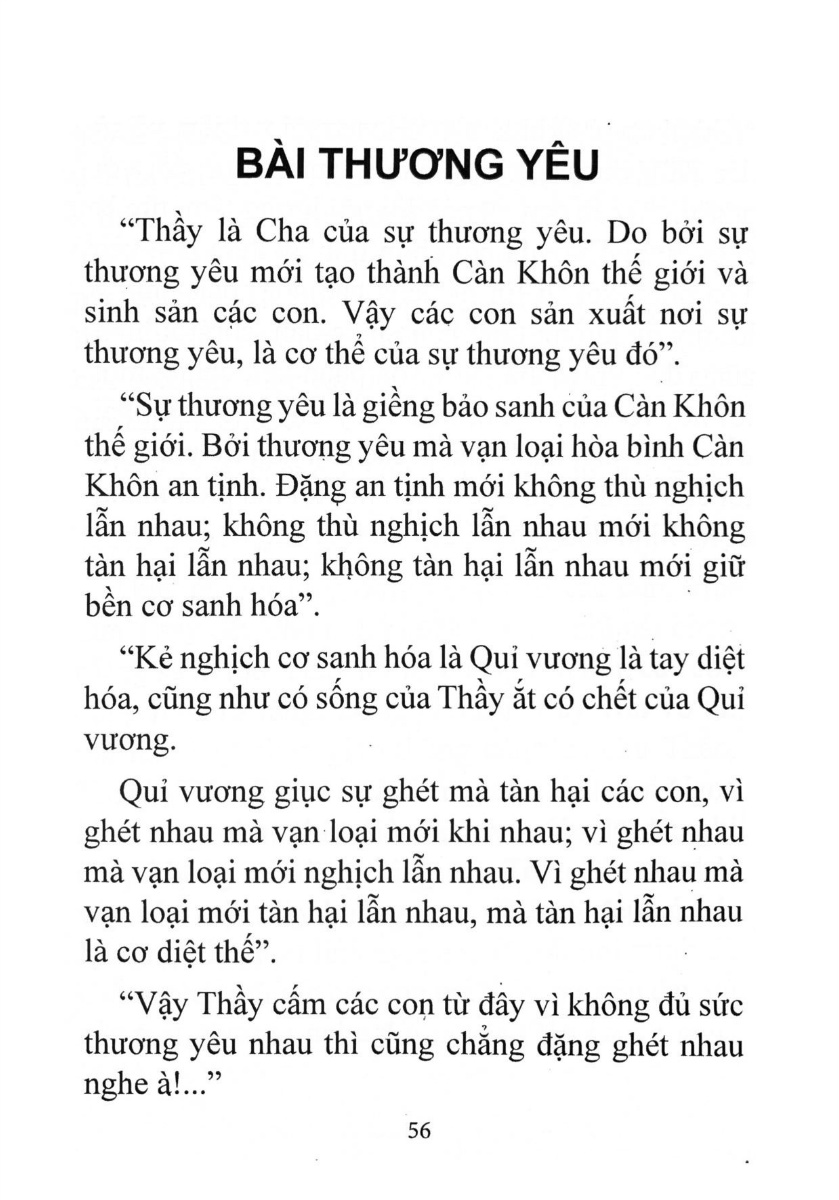 BÀI THƯƠNG YÊU
“Thầy là Cha của sự thương yêu. Do bởi sự
thương yêu mới tạo thành Càn Khôn thế giới và
sinh sản các con. Vậy các con sản xuất nơi sự
thương yêu, là cơ thể của sự thương yêu đó”.
“Sự thương yêu là giềng bảo sanh của Càn Khôn
thế giới. Bởi thương yêu mà vạn loại hòa bình Càn
Khôn an tịnh. Đặng an tịnh mới không thù nghịch
lẫn nhau; không thù nghịch lẫn nhau mới không
tàn hại lẫn nhau; không tàn hại lẫn nhau mới giữ
bền cơ sanh hóa”.
“Kẻ nghịch cơ sanh hóa là Quỉ vương là tay diệt
hóa, cũng như có sống của Thầy ắt có chết của Quỉ
vương.
Quỉ vương giục sự ghét mà tàn hại các con, vì
ghét nhau mà vạn loại mới khi nhau; vì ghét nhau
mà vạn loại mới nghịch lẫn nhau. Vì ghét nhau mà
vạn loại mới tàn hại lẫn nhau, mà tàn hại lẫn nhau
là cơ diệt thế”.
“Vậy Thầy cấm các con từ đây vì không đủ sức
thương yêu nhau thì cũng chẳng đặng ghét nhau
nghe à!...”
56